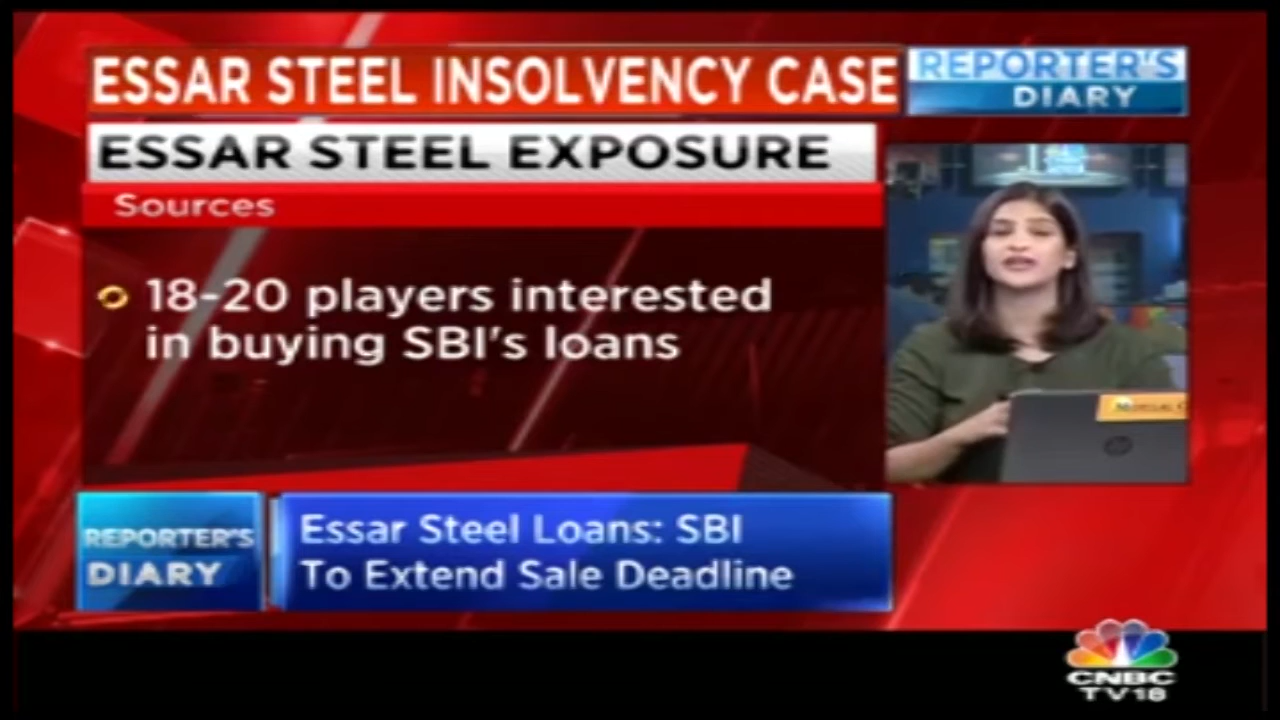 ESSAR STEEL INSOLVENCY CASE
REPORTER'S
DIARY
ESSAR STEEL EXPOSURE
Sources
18-20 players interested
in buying SBI's loans
hp
REPORTER'S
DIARY
Essar Steel Loans: SBI
To Extend Sale Deadline
CNBC
TV18